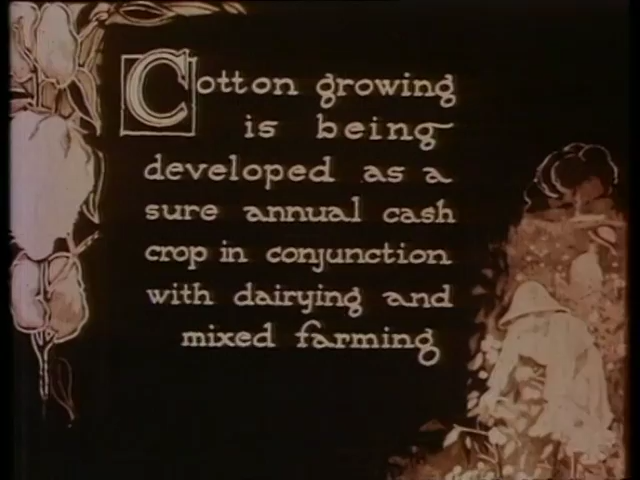 Cotton growing
is being
developed as a
sure annual cash
crop in conjunction
with dairying and
mixed farming